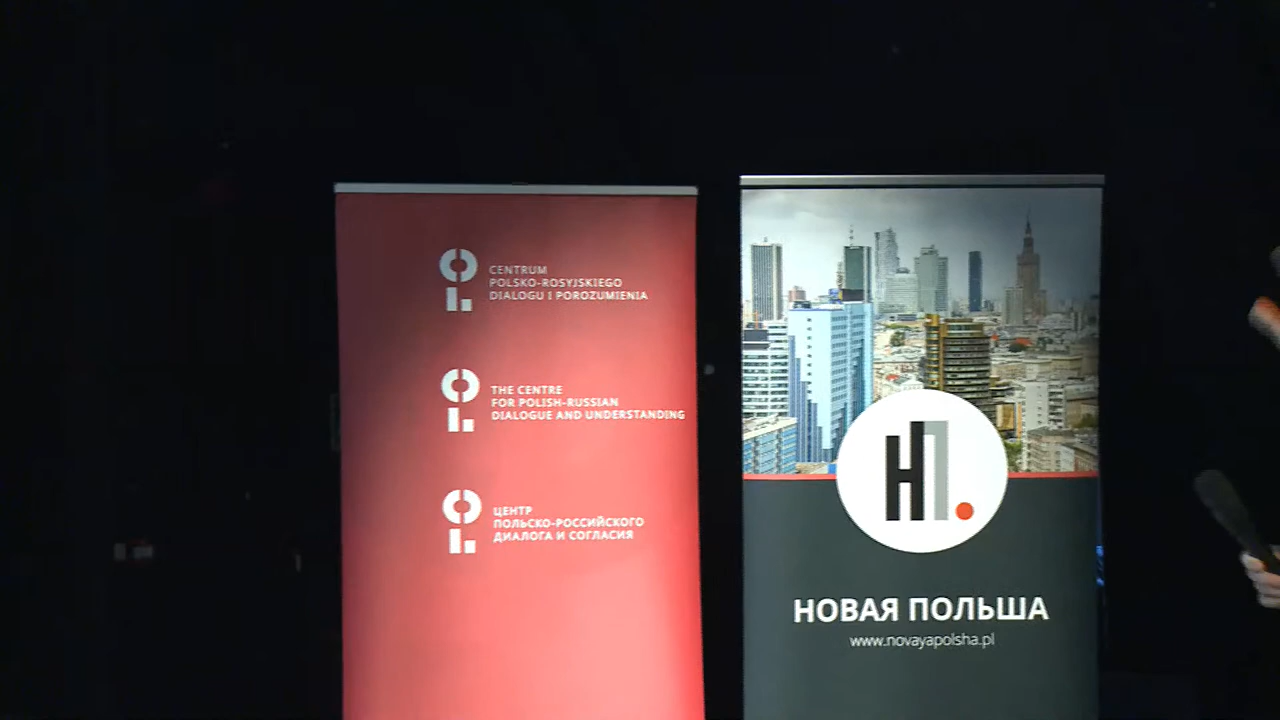 CENTRUM
POLSKO-ROSYJSKIEGO
DIALOGU I POROZUMIENIA
THE CENTRE
FOR POLISH-RUSSIAN
DIALOGUE AND UNDERSTANDING
ЦЕНТР
ПОЛЬСКО-РОССИЙСКОГО
ДИАЛОГА И СОГЛАСИЯ
НП.
НОВАЯ ПОЛЬША
www.novayapolsha.pl